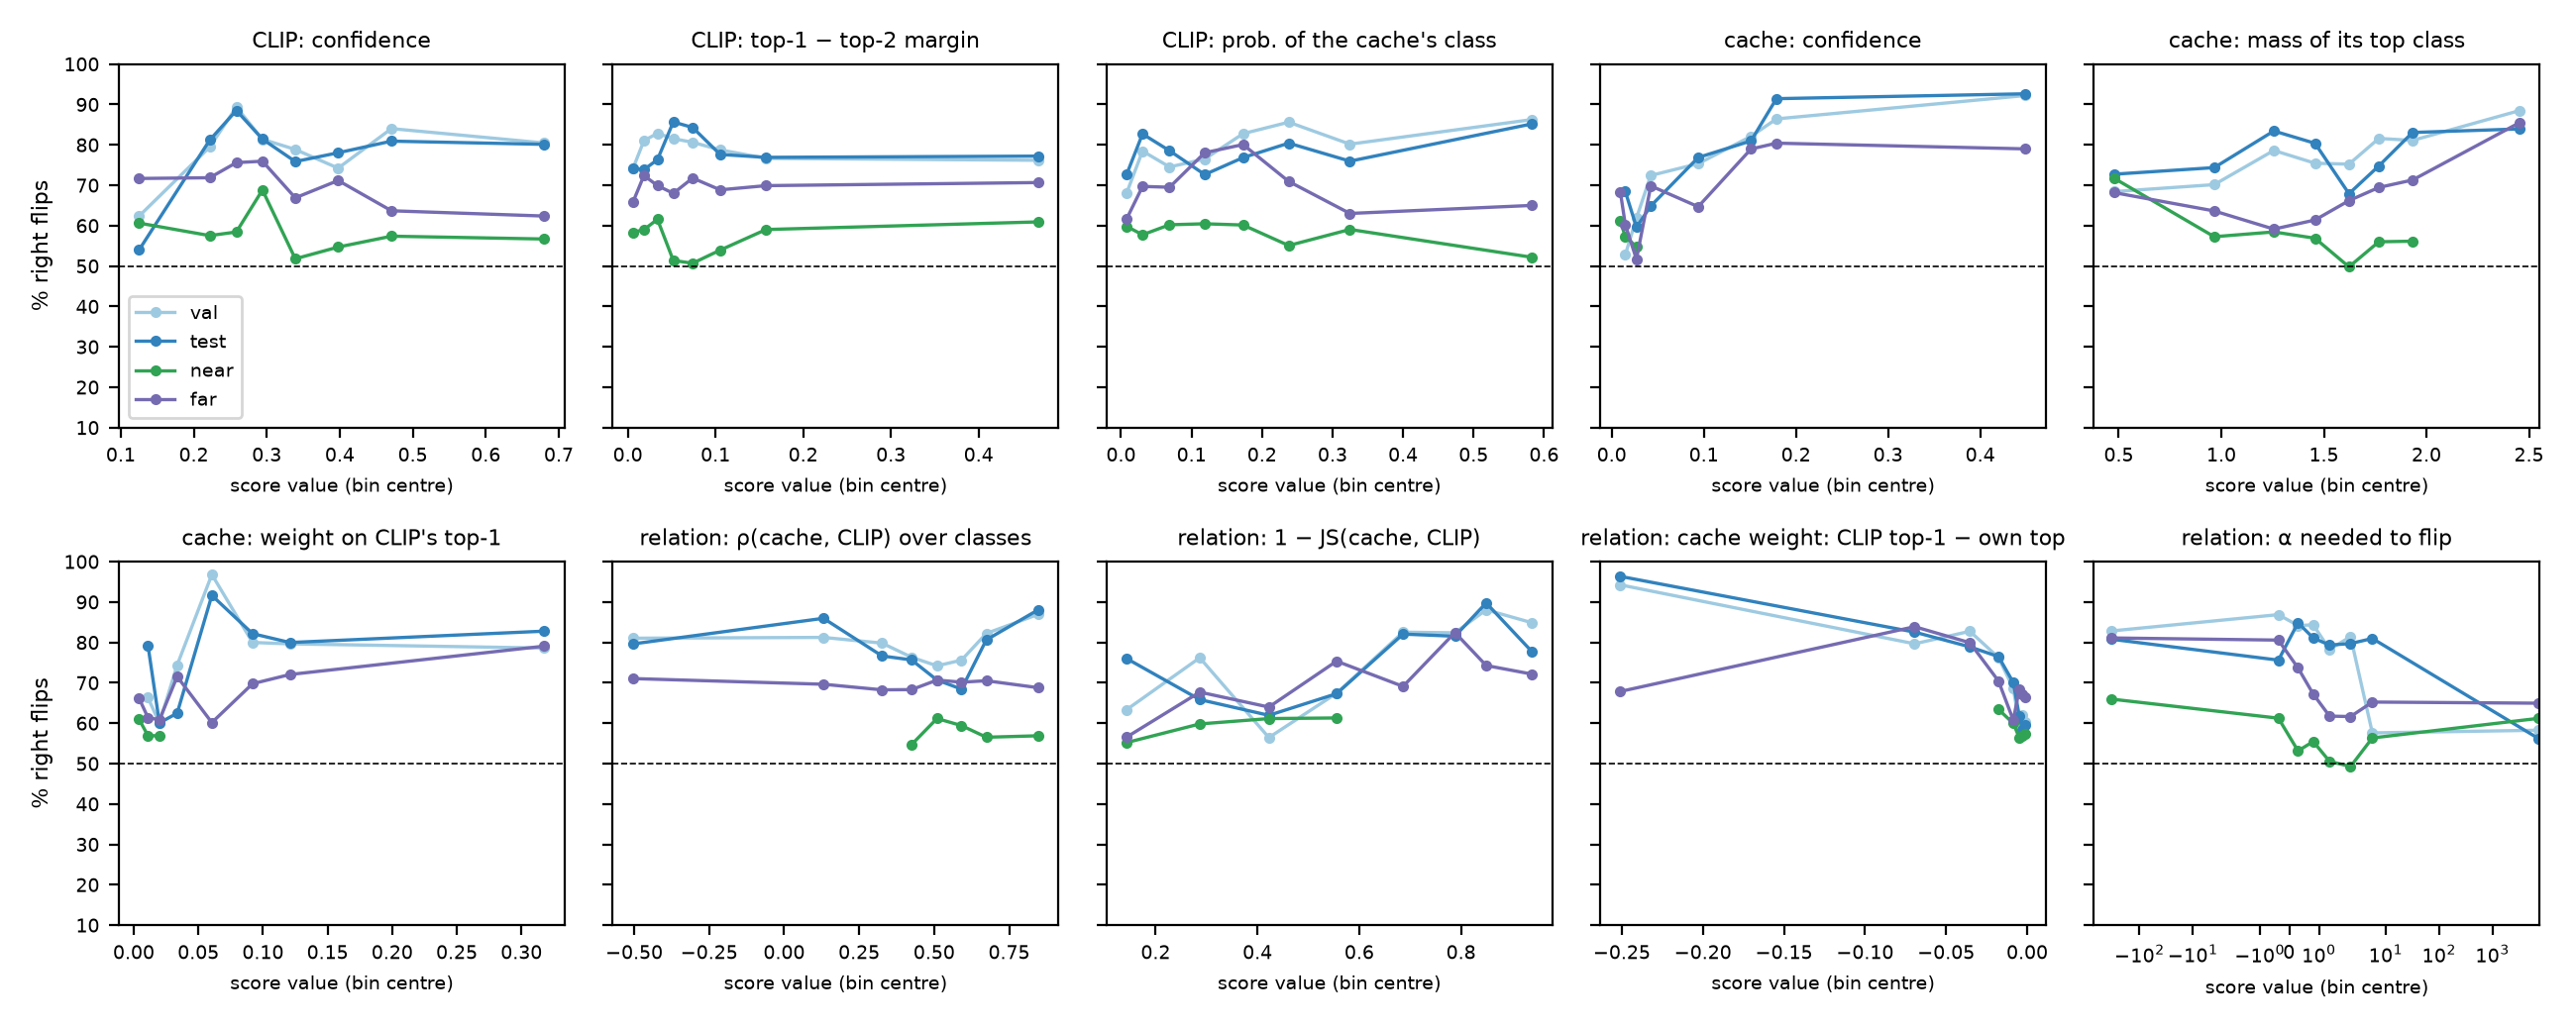 CLIP: confidence
CLIP: top-1 − top-2 margin
CLIP: prob. of the cache's class
cache: confidence
cache: mass of its top class
% right flips
100
90
80
70
60
50
40
30
20
10
val
test
near
far
0.1 0.2 0.3 0.4 0.5 0.6 0.7
0.0 0.1 0.2 0.3 0.4
0.0 0.1 0.2 0.3 0.4 0.5 0.6
0.0 0.1 0.2 0.3 0.4
0.5 1.0 1.5 2.0 2.5
score value (bin centre)
score value (bin centre)
score value (bin centre)
score value (bin centre)
score value (bin centre)
cache: weight on CLIP's top-1
relation: ρ(cache, CLIP) over classes
relation: 1 − JS(cache, CLIP)
relation: cache weight: CLIP top-1 − own top
relation: α needed to flip
% right flips
100
90
80
70
60
50
40
30
20
10
0.00 0.05 0.10 0.15 0.20 0.25 0.30
−0.50 −0.25 0.00 0.25 0.50 0.75
0.2 0.4 0.6 0.8
−0.25 −0.20 −0.15 −0.10 −0.05 0.00
−10² −10¹ −10⁰ 0 10⁰ 10¹ 10² 10³
score value (bin centre)
score value (bin centre)
score value (bin centre)
score value (bin centre)
score value (bin centre)